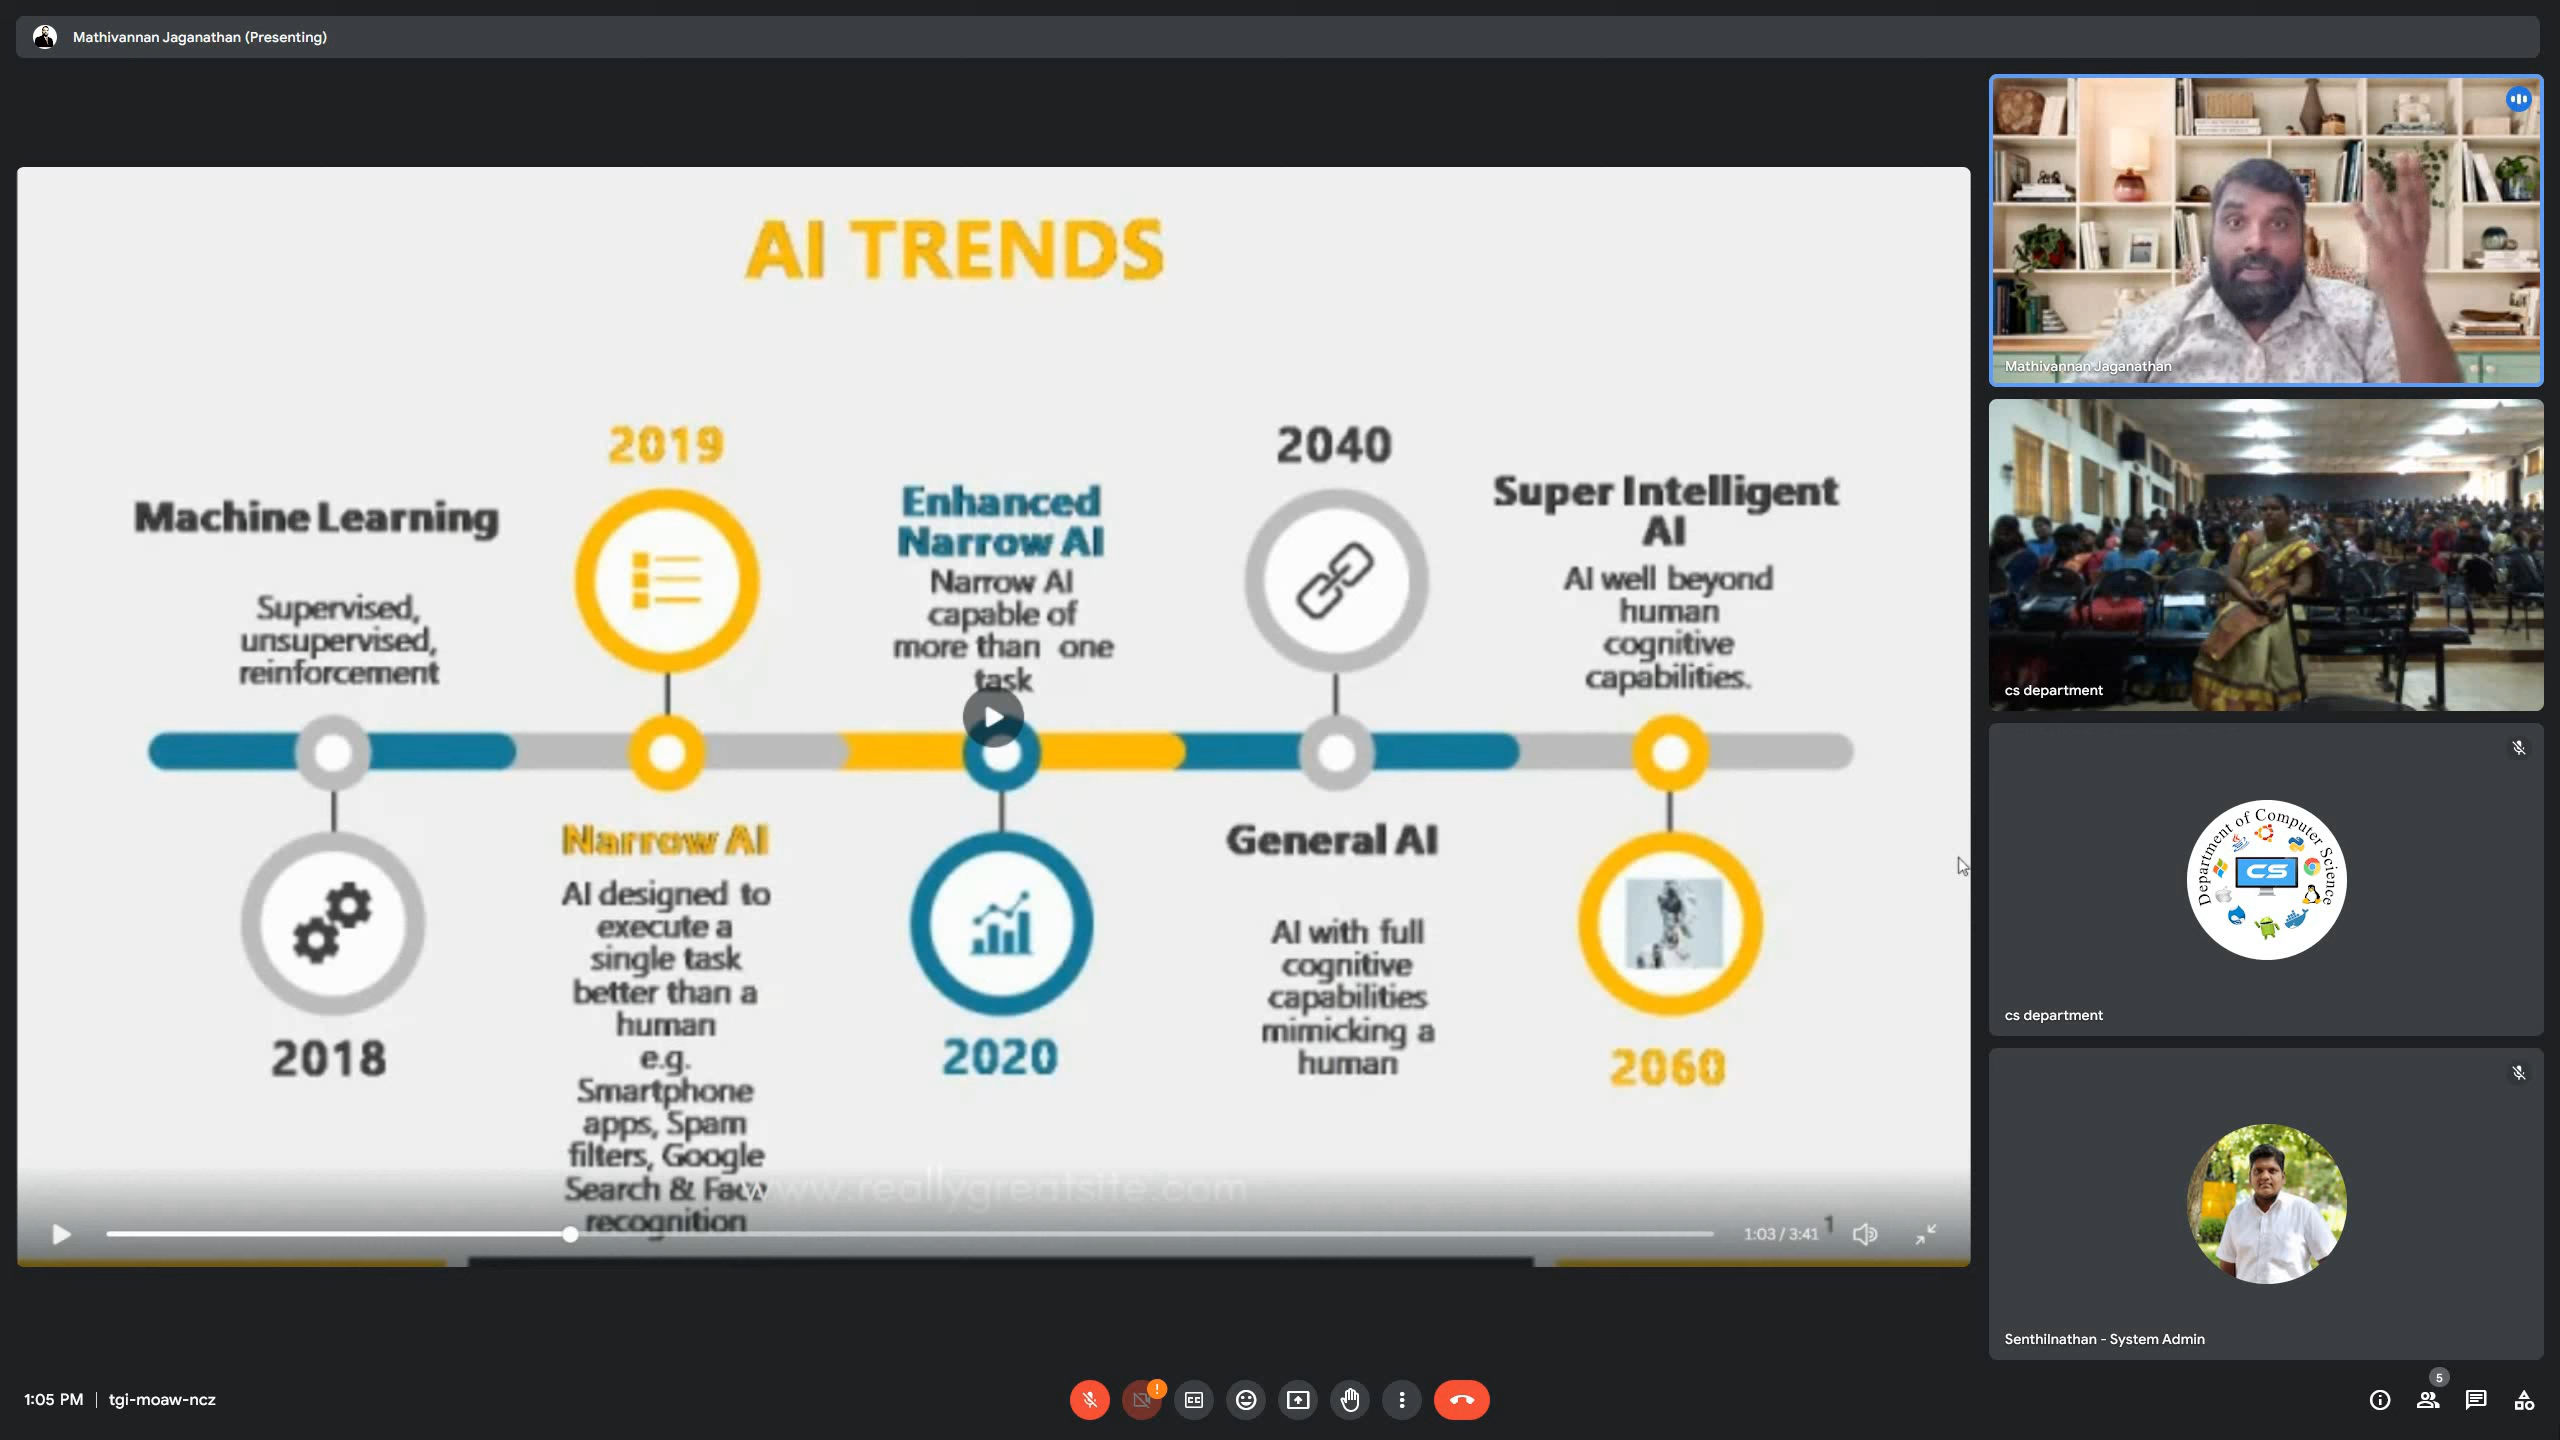 Mathivannan Jaganathan (Presenting)
AI TRENDS
Machine Learning
Supervised,
unsupervised,
reinforcement
2018
2019
Narrow AI
AI designed to
execute a
single task
better than a
human
e.g.
Smartphone
apps, Spam
filters, Google
Search & Face
recognition
Enhanced
Narrow AI
Narrow AI
capable of
more than one
task
2020
2040
General AI
AI with full
cognitive
capabilities
mimicking a
human
Super Intelligent
AI
AI well beyond
human
cognitive
capabilities.
2060
www.reallygreatsite.com
1:03 / 3:41
1
Mathivannan Jaganathan
cs department
Department of Computer Science
CS
cs department
Senthilnathan - System Admin
1:05 PM
tgi-moaw-ncz
5